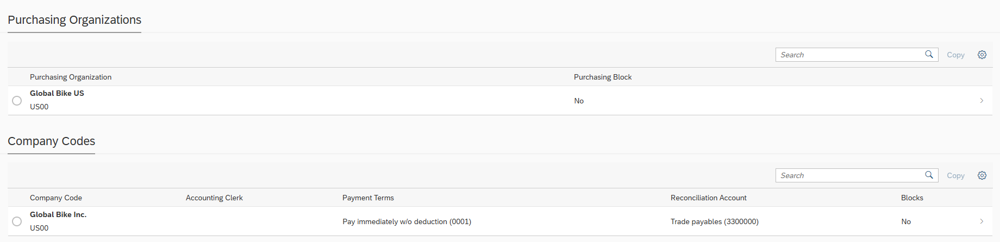 Purchasing Organizations
Search Copy
Purchasing Organization Purchasing Block
Global Bike US
US00
No
Company Codes
Search Copy
Company Code Accounting Clerk Payment Terms Reconciliation Account Blocks
Global Bike Inc.
US00
Pay immediately w/o deduction (0001) Trade payables (3300000) No